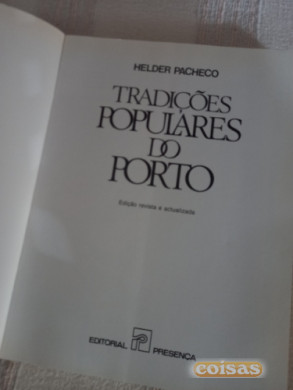 HELDER PACHECO
TRADIÇÕES
POPULARES
DO
PORTO
Edição revista e actualizada
EDITORIAL PRESENÇA
coisas